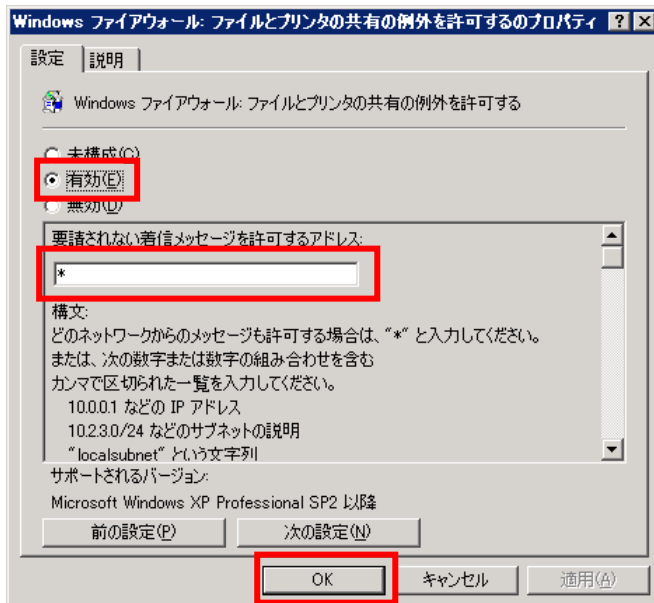 Windows ファイアウォール: ファイルとプリンタの共有の例外を許可するのプロパティ
設定
説明
Windows ファイアウォール: ファイルとプリンタの共有の例外を許可する
未構成(C)
有効(E)
無効(D)
要請されない着信メッセージを許可するアドレス:
*
構文:
どのネットワークからのメッセージも許可する場合は、"*" と入力してください。
または、次の数字または数字の組み合わせを含む
カンマで区切られた一覧を入力してください。
10.0.0.1 などの IP アドレス
10.2.3.0/24 などのサブネットの説明
"localsubnet" という文字列
サポートされるバージョン:
Microsoft Windows XP Professional SP2 以降
前の設定(P)
次の設定(N)
OK
キャンセル
適用(A)